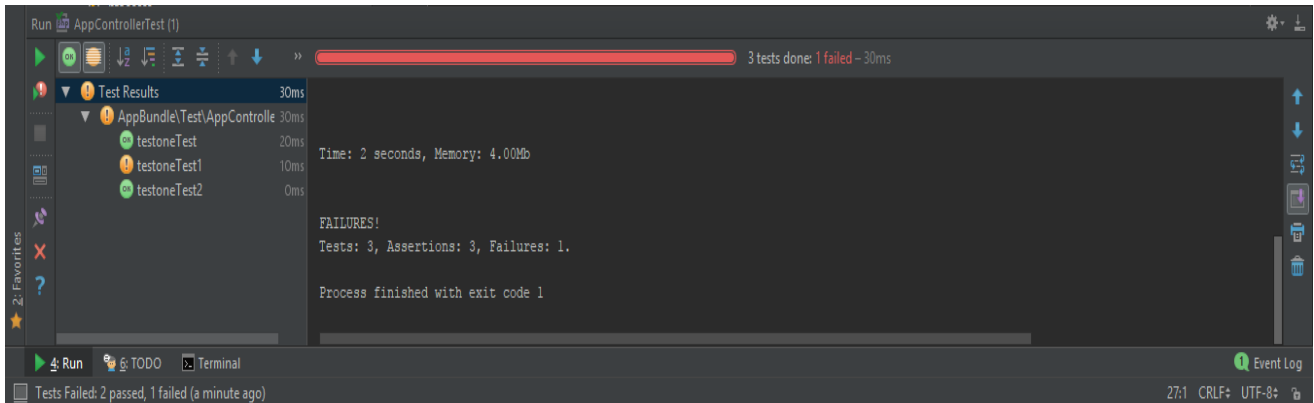 Run AppControllerTest (1)
3 tests done: 1 failed – 30ms
Test Results 30ms
AppBundle\Test\AppControlle 30ms
testoneTest 20ms
testoneTest1 10ms
testoneTest2 0ms
Time: 2 seconds, Memory: 4.00Mb
FAILURES!
Tests: 3, Assertions: 3, Failures: 1.
Process finished with exit code 1
2: Favorites
4: Run 6: TODO Terminal 1 Event Log
Tests Failed: 2 passed, 1 failed (a minute ago) 27:1 CRLF UTF-8